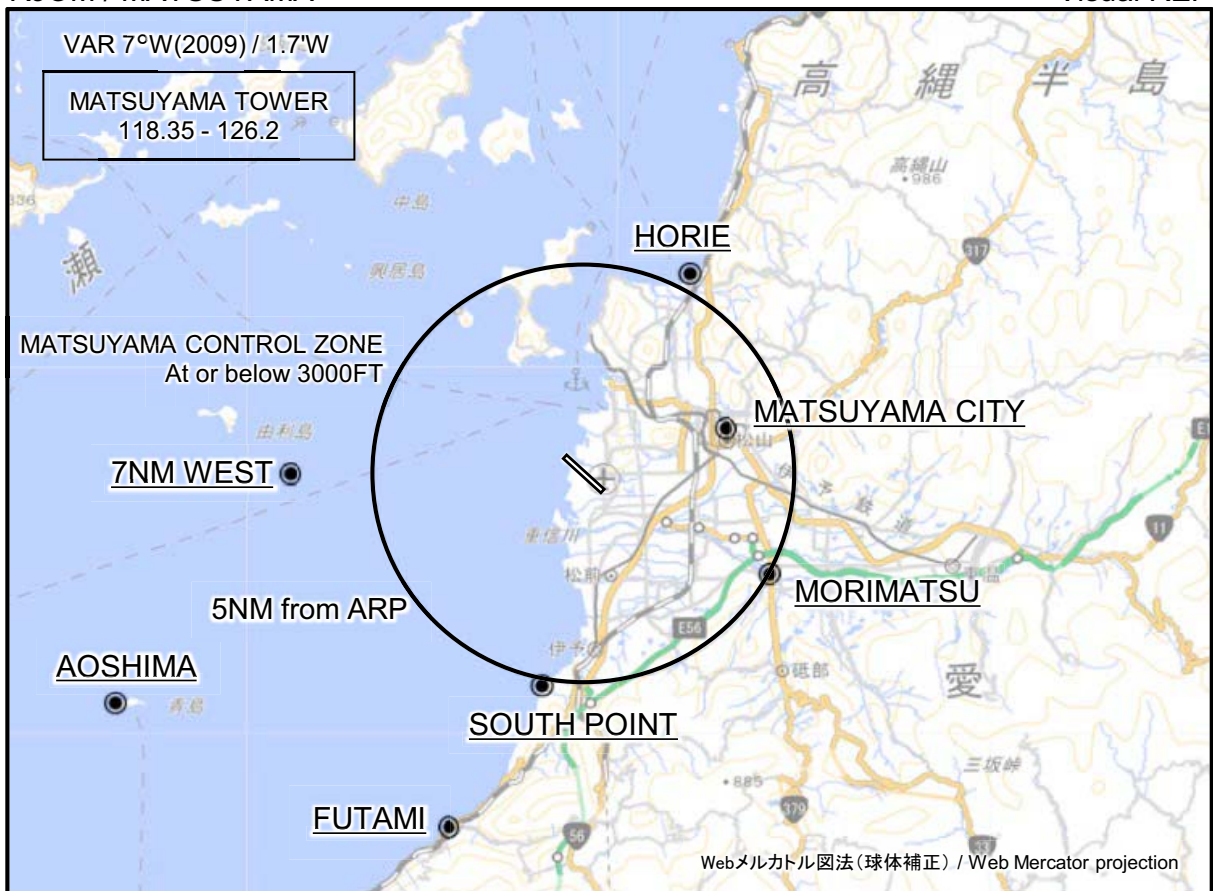 VAR 7°W(2009) / 1.7'W
MATSUYAMA TOWER
118.35 - 126.2
高縄半島
高縄山
・986
中島
HORIE
317
瀬
興居島
MATSUYAMA CONTROL ZONE
At or below 3000FT
MATSUYAMA CITY
松山
由利島
7NM WEST
伊予鉄道
11
重信川
松前
MORIMATSU
5NM from ARP
E56
伊予
砥部
愛
AOSHIMA
青島
SOUTH POINT
三坂峠
・885
379
FUTAMI
56
33
Webメルカトル図法(球体補正) / Web Mercator projection